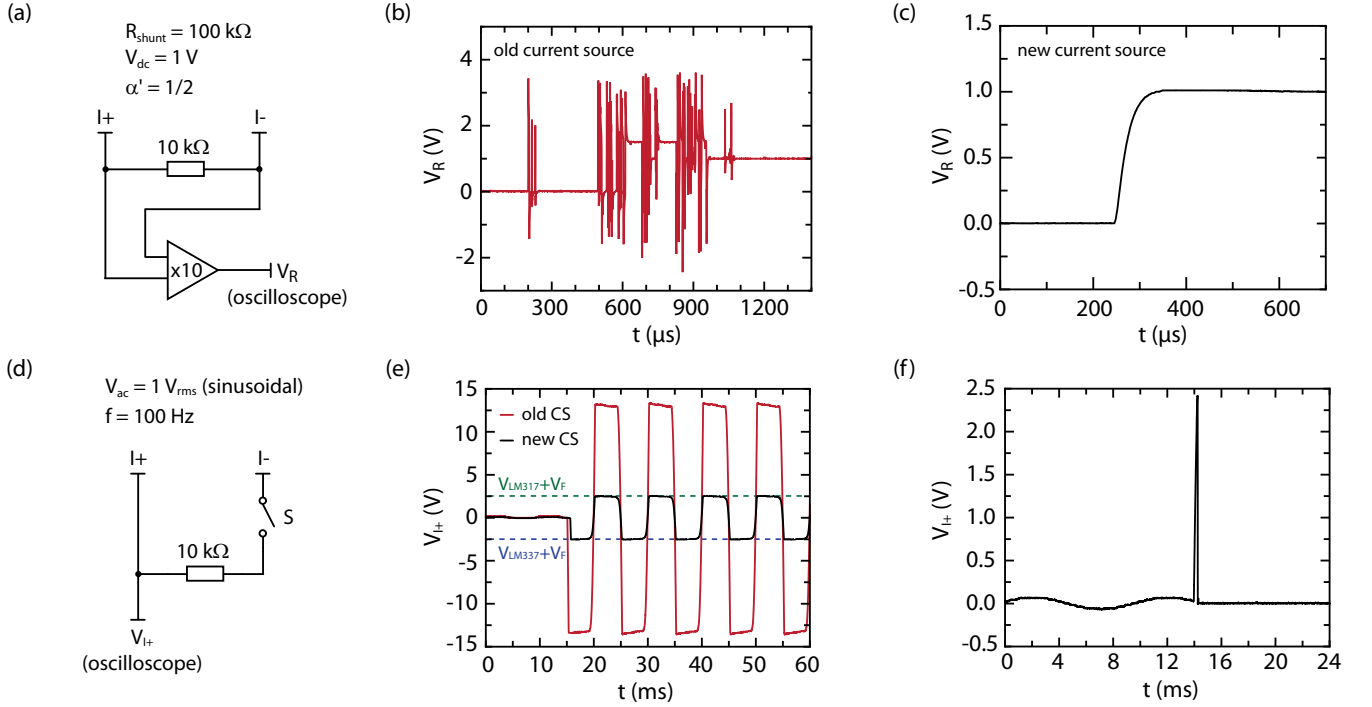 (a)
R_shunt = 100 kΩ
V_dc = 1 V
α' = 1/2
I+
I-
10 kΩ
x10
V_R
(oscilloscope)
(b)
old current source
V_R (V)
4
2
0
-2
0 300 600 900 1200
t (µs)
(c)
new current source
V_R (V)
1.5
1.0
0.5
0.0
-0.5
0 200 400 600
t (µs)
(d)
V_ac = 1 V_rms (sinusoidal)
f = 100 Hz
I+
I-
S
10 kΩ
V_I+
(oscilloscope)
(e)
old CS
new CS
V_LM317+V_F
V_LM337+V_F
V_I+ (V)
15
10
5
0
-5
-10
-15
0 10 20 30 40 50 60
t (ms)
(f)
V_I+ (V)
2.5
2.0
1.5
1.0
0.5
0.0
-0.5
0 4 8 12 16 20 24
t (ms)